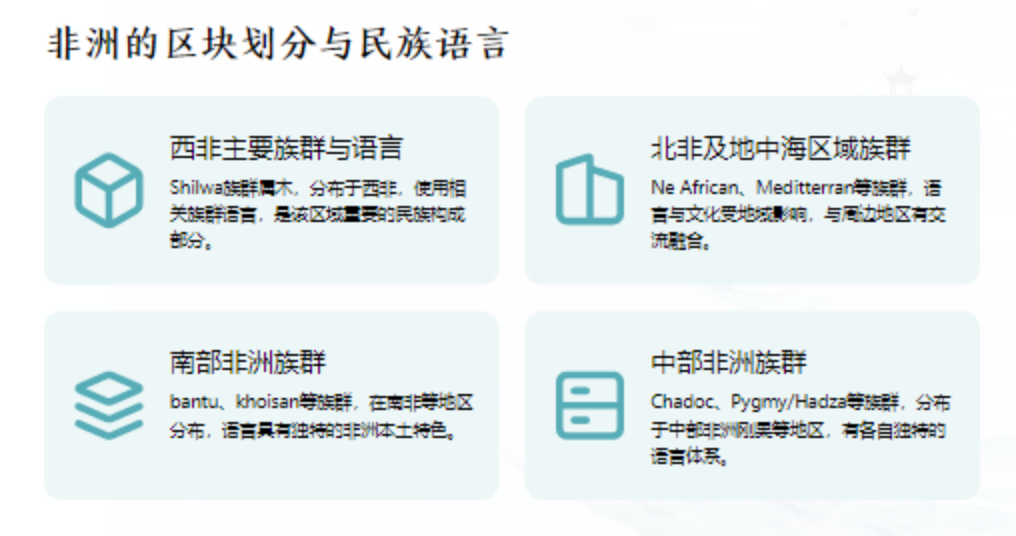 非洲的区块划分与民族语言
西非主要族群与语言
Shilwa族群属木，分布于西非，使用相
关族群语言，是该区域重要的民族构成
部分。
北非及地中海区域族群
Ne African、Meditterran等族群，语
言与文化受地域影响，与周边地区有交
流融合。
南部非洲族群
bantu、khoisan等族群，在南非等地区
分布，语言具有独特的非洲本土特色。
中部非洲族群
Chadoc、Pygmy/Hadza等族群，分布
于中部非洲刚果等地区，有各自独特的
语言体系。